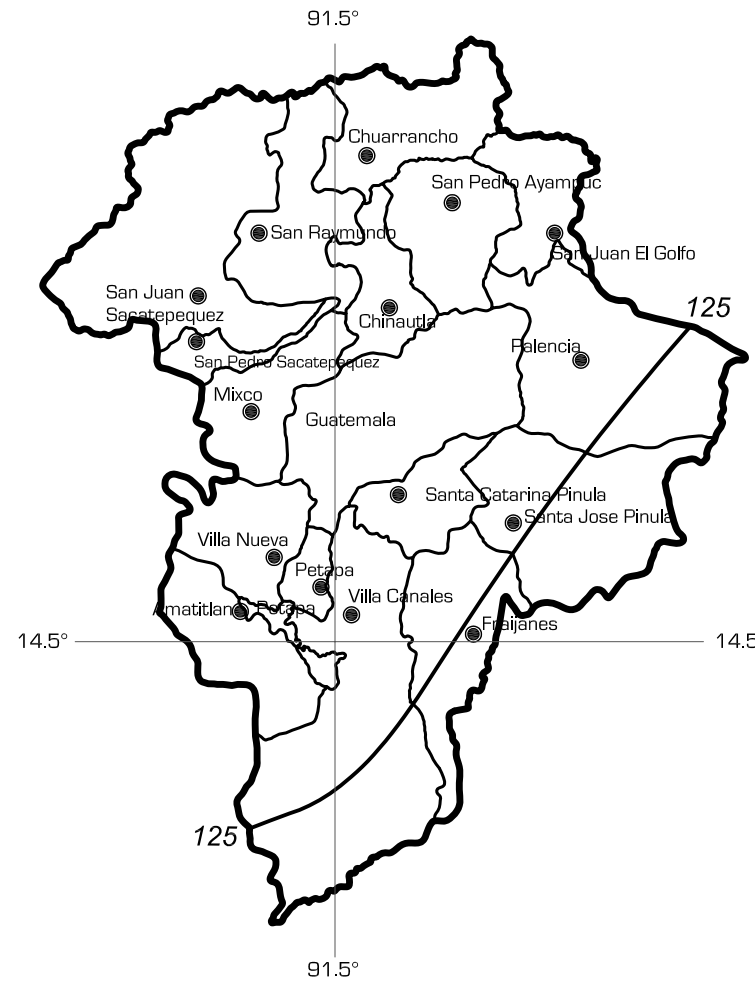 91.5°
Chuarrancho
San Pedro Ayampuc
San Raymundo
San Juan El Golfo
San Juan
Sacatepequez
125
Chinautla
Palencia
San Pedro Sacatepequez
Mixco
Guatemala
Santa Catarina Pinula
Santa Jose Pinula
Villa Nueva
Petapa
Villa Canales
Amatitlan
Potapa
Fraijanes
14.5°
14.5
125
91.5°